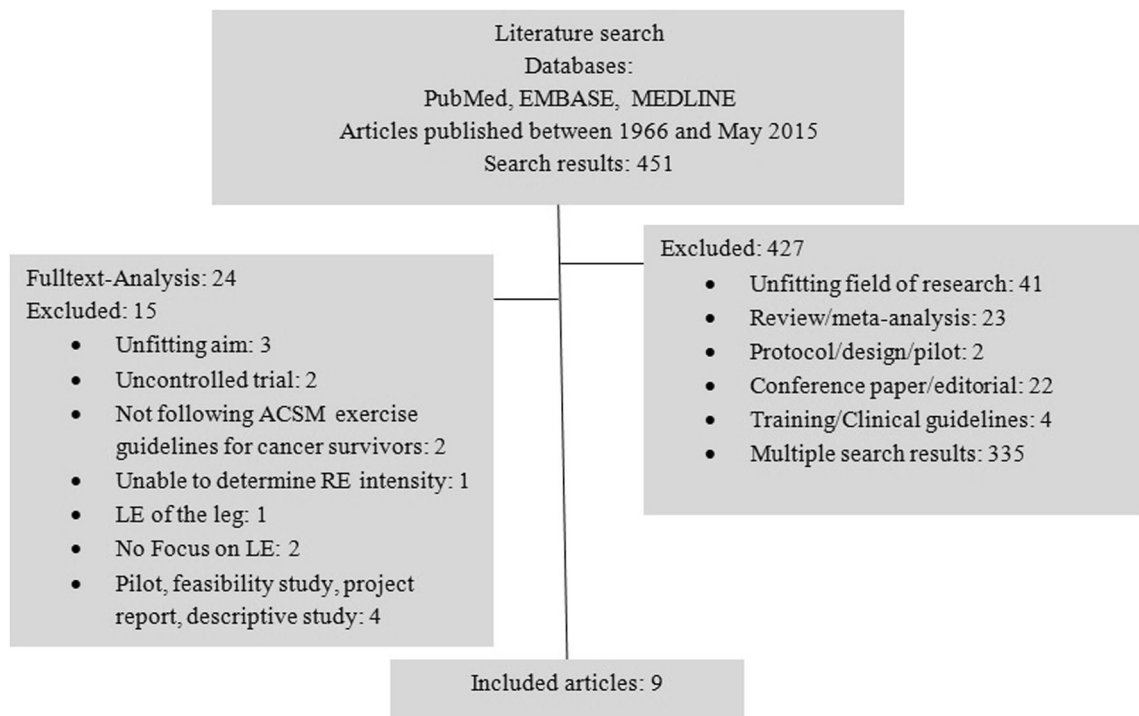 Literature search
Databases:
PubMed, EMBASE, MEDLINE
Articles published between 1966 and May 2015
Search results: 451
Excluded: 427
• Unfitting field of research: 41
• Review/meta-analysis: 23
• Protocol/design/pilot: 2
• Conference paper/editorial: 22
• Training/Clinical guidelines: 4
• Multiple search results: 335
Fulltext-Analysis: 24
Excluded: 15
• Unfitting aim: 3
• Uncontrolled trial: 2
• Not following ACSM exercise
guidelines for cancer survivors: 2
• Unable to determine RE intensity: 1
• LE of the leg: 1
• No Focus on LE: 2
• Pilot, feasibility study, project
report, descriptive study: 4
Included articles: 9